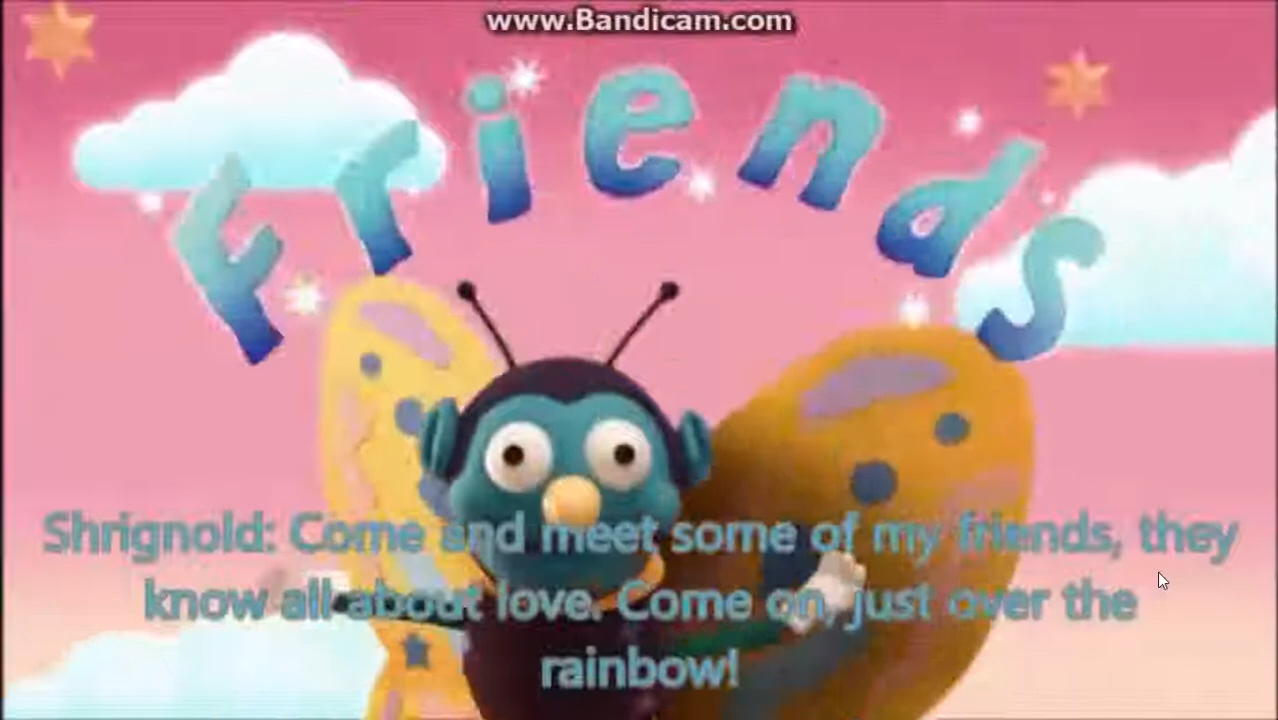 www.Bandicam.com
Friends
Shrignold: Come and meet some of my friends, they
know all about love. Come on, just over the
rainbow!